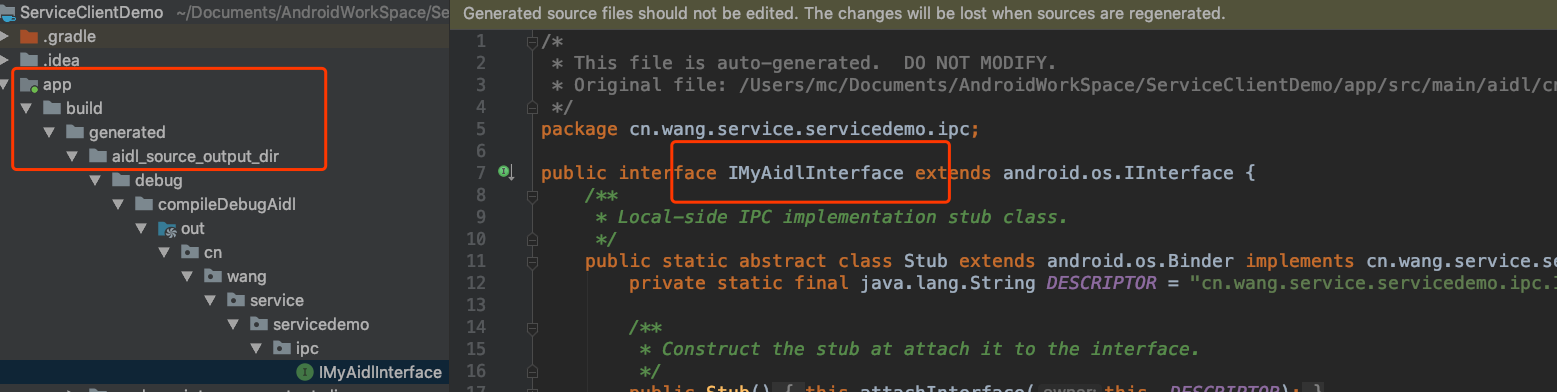 ServiceClientDemo ~/Documents/AndroidWorkSpace/Se
.gradle
.idea
app
build
generated
aidl_source_output_dir
debug
compileDebugAidl
out
cn
wang
service
servicedemo
ipc
IMyAidlInterface
Generated source files should not be edited. The changes will be lost when sources are regenerated.
1 /*
2 * This file is auto-generated.  DO NOT MODIFY.
3 * Original file: /Users/mc/Documents/AndroidWorkSpace/ServiceClientDemo/app/src/main/aidl/cn
4 */
5 package cn.wang.service.servicedemo.ipc;
6
7 public interface IMyAidlInterface extends android.os.IInterface {
8 /**
9 * Local-side IPC implementation stub class.
10 */
11 public static abstract class Stub extends android.os.Binder implements cn.wang.service.se
12 private static final java.lang.String DESCRIPTOR = "cn.wang.service.servicedemo.ipc.I
13
14 /**
15 * Construct the stub at attach it to the interface.
16 */
17 public Stub() { this.attachInterface( owner: this, DESCRIPTOR); }